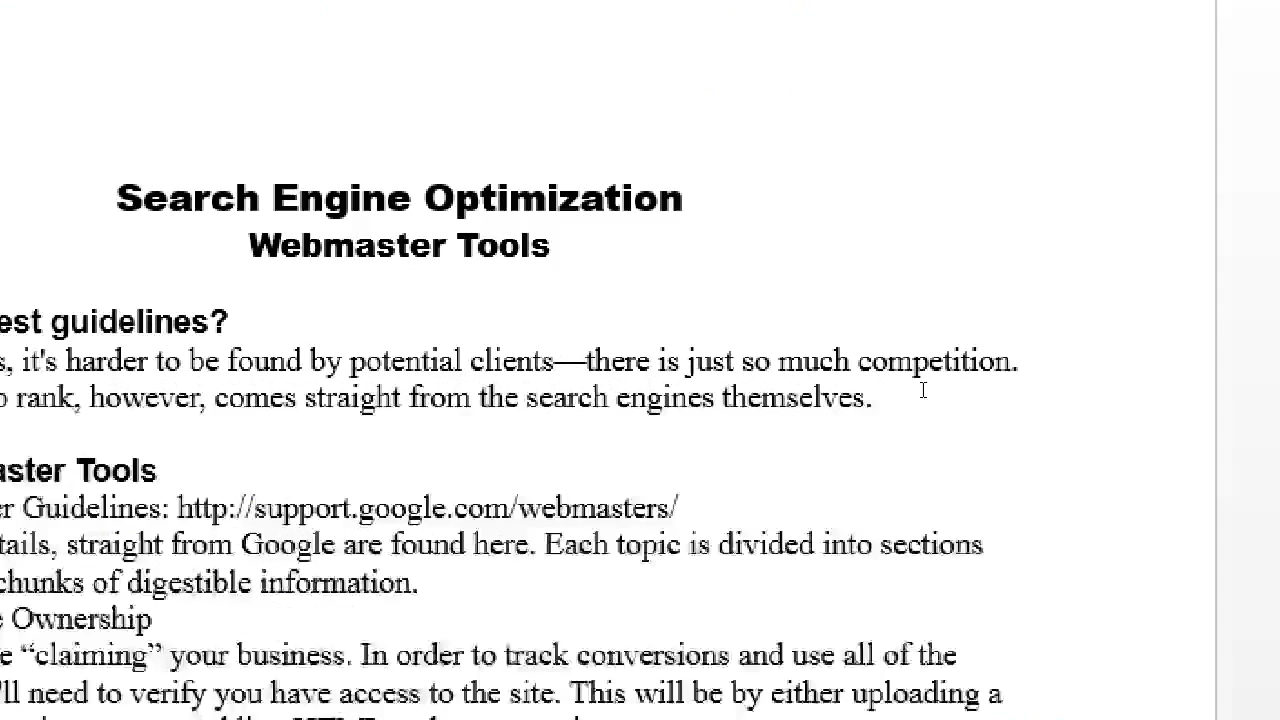 Search Engine Optimization
Webmaster Tools
est guidelines?
s, it's harder to be found by potential clients—there is just so much competition.
o rank, however, comes straight from the search engines themselves.
aster Tools
er Guidelines: http://support.google.com/webmasters/
tails, straight from Google are found here. Each topic is divided into sections
chunks of digestible information.
e Ownership
e “claiming” your business. In order to track conversions and use all of the
'll need to verify you have access to the site. This will be by either uploading a